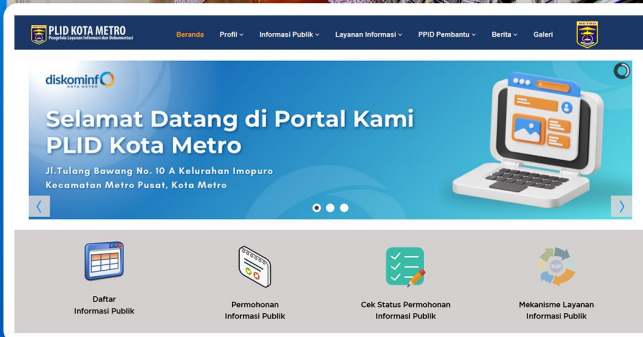 PLID KOTA METRO
Pengelola Layanan Informasi dan Dokumentasi
Beranda Profil Informasi Publik Layanan Informasi PPID Pembantu Berita Galeri
METRO
diskominfo
KOTA METRO
Selamat Datang di Portal Kami
PLID Kota Metro
Jl.Tulang Bawang No. 10 A Kelurahan Imopuro
Kecamatan Metro Pusat, Kota Metro
Daftar
Informasi Publik
Permohonan
Informasi Publik
Cek Status Permohonan
Informasi Publik
SOP
Mekanisme Layanan
Informasi Publik